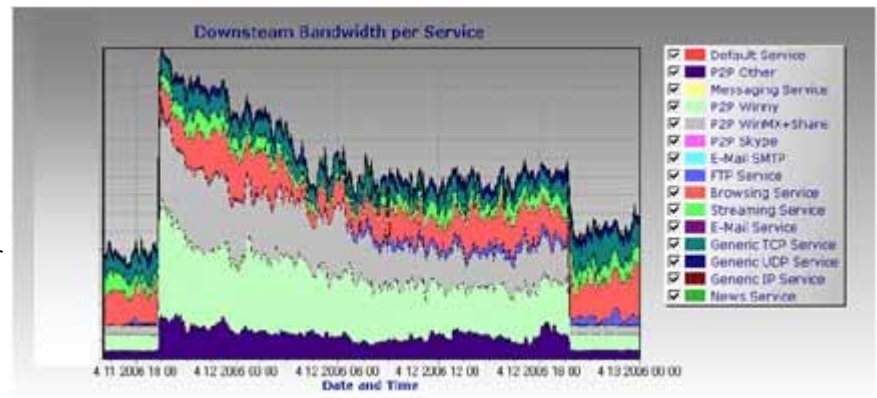 Downsteam Bandwidth per Service
Default Service
P2P Other
Messaging Service
P2P Winny
P2P WinMX+Share
P2P Skype
E-Mail SMTP
FTP Service
Browsing Service
Streaming Service
E-Mail Service
Generic TCP Service
Generic UDP Service
Generic IP Service
News Service
4 11 2006 18 00 4 12 2006 00 00 4 12 2006 06 00 4 12 2006 12 00 4 12 2006 18 00 4 13 2006 00 00
Date and Time